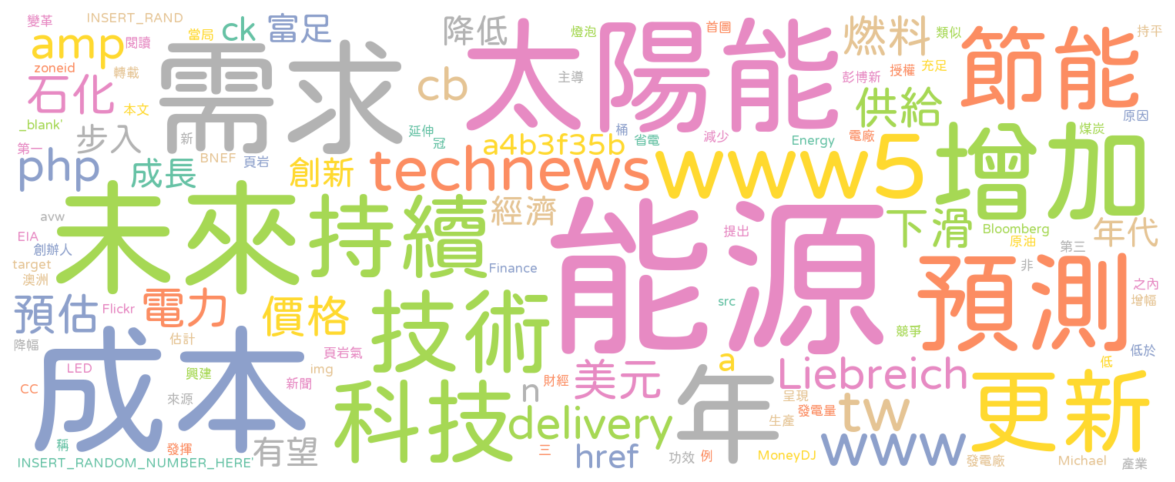 變革
INSERT_RAND
當局
ck
富足
降低
太陽能
燈泡
首圖
燃料
類似
持平
amp
閱讀
需求
主導
彭博新
授權
充足
節能
zoneid
轉載
石化
cb
供給
原因
本文
_blank'
步入
新
延伸
冠
a4b3f35b
桶
省電
減少
Energy
電廠
煤炭
增加
第一
php
成長
BNEF
頁岩
創新
technews
www5
avw
未來
持續
經濟
能源
提出
下滑
Bloomberg
原油
第三
年代
EIA
創辦人
target
澳洲
Finance
非
預測
之內
增幅
預估
Flickr
電力
價格
技術
src
競爭
降幅
估計
頁岩氣
低於
LED
成本
興建
img
新聞
科技
財經
美元
a
年
Liebreich
低
更新
CC
來源
n
delivery
呈現
發電量
tw
生產
稱
發揮
有望
三
href
功效
例
MoneyDJ
www
發電廠
Michael
產業
INSERT_RANDOM_NUMBER_HERE'